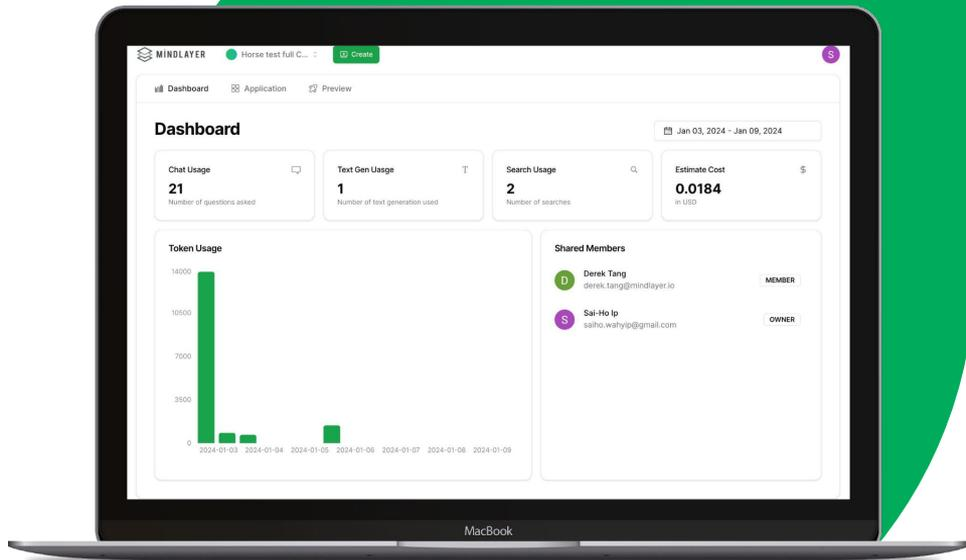 MINDLAYER
Horse test full C...
Create
S
Dashboard
Application
Preview
Dashboard
Jan 03, 2024 - Jan 09, 2024
Chat Usage
21
Number of questions asked
Text Gen Uasge
T
1
Number of text generation used
Search Usage
2
Number of searches
Estimate Cost
$
0.0184
in USD
Token Usage
14000
10500
7000
3500
0
2024-01-03 2024-01-04 2024-01-05 2024-01-06 2024-01-07 2024-01-08 2024-01-09
Shared Members
D
Derek Tang
derek.tang@mindlayer.io
MEMBER
S
Sai-Ho Ip
saiho.wahyip@gmail.com
OWNER
MacBook